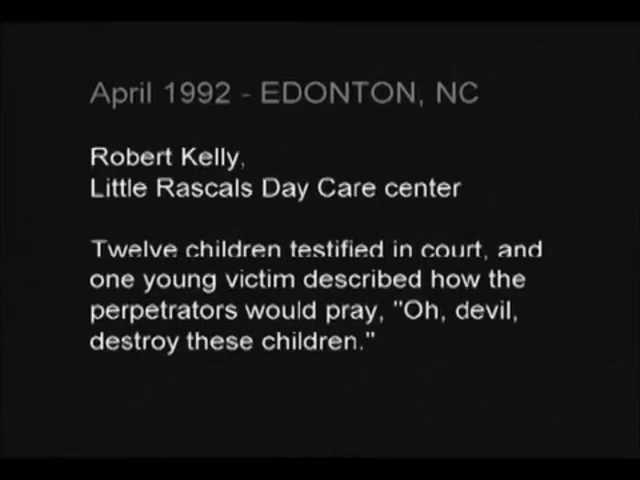 April 1992 - EDONTON, NC
Robert Kelly,
Little Rascals Day Care center
Twelve children testified in court, and
one young victim described how the
perpetrators would pray, "Oh, devil,
destroy these children."